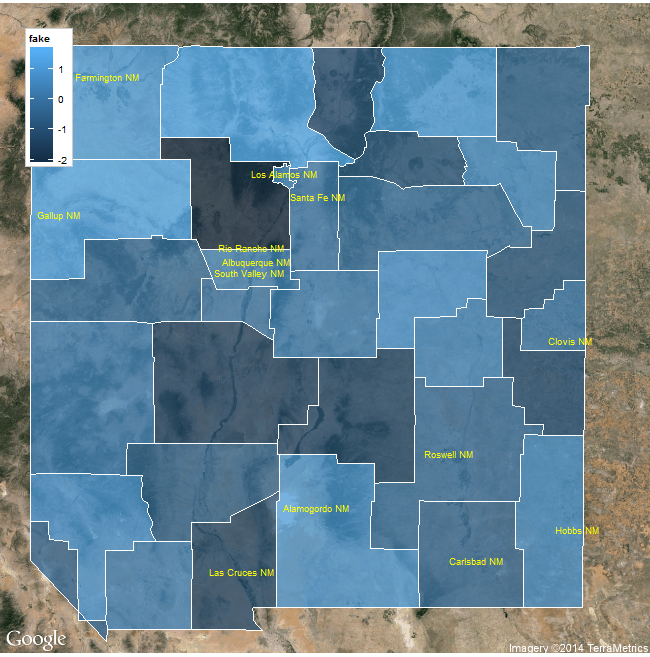 fake
1
0
-1
-2
Farmington NM
Los Alamos NM
Santa Fe NM
Gallup NM
Rio Rancho NM
Albuquerque NM
South Valley NM
Clovis NM
Roswell NM
Alamogordo NM
Hobbs NM
Carlsbad NM
Las Cruces NM
Google
Imagery ©2014 TerraMetrics